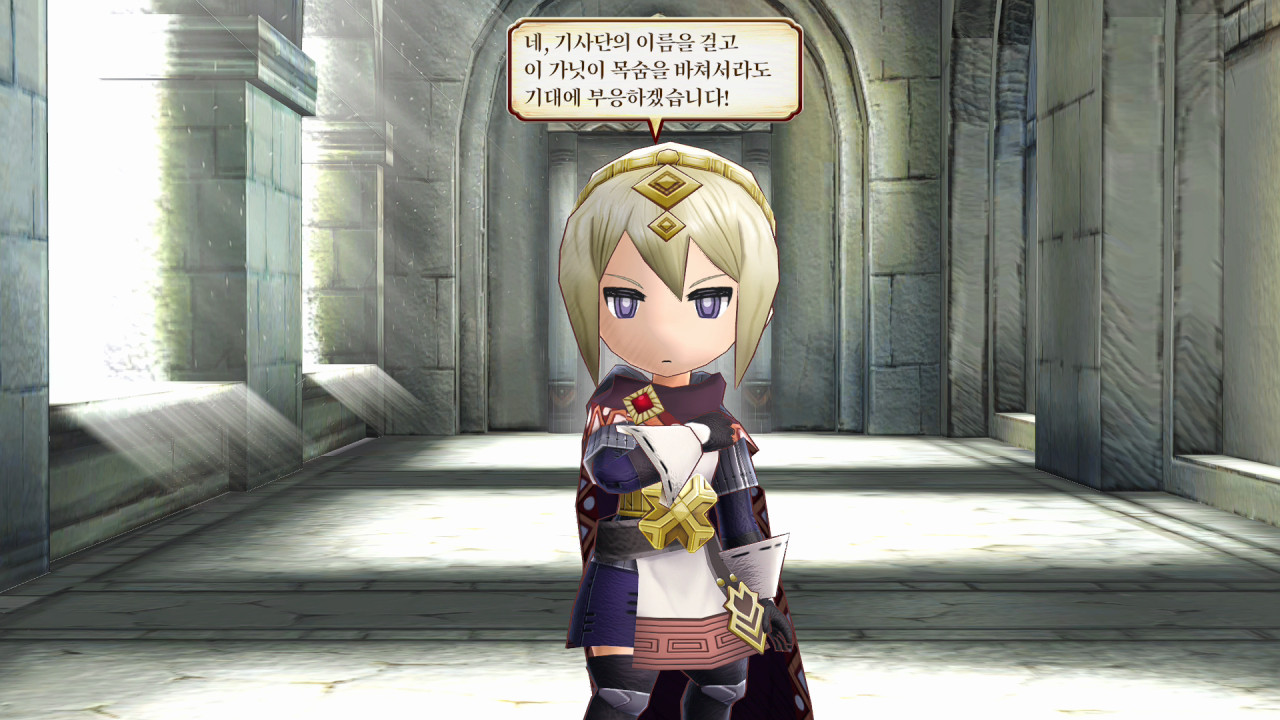 네, 기사단의 이름을 걸고
이 가닛이 목숨을 바쳐서라도
기대에 부응하겠습니다!